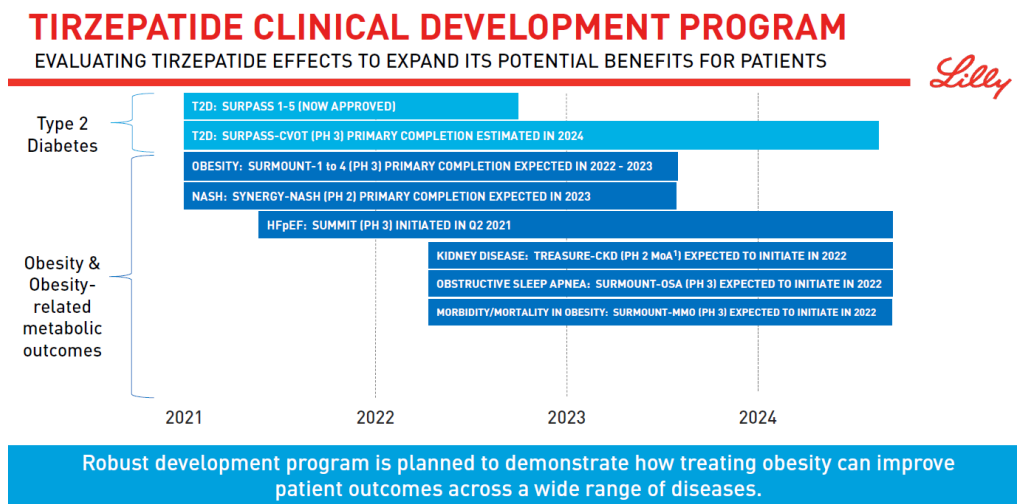 TIRZEPATIDE CLINICAL DEVELOPMENT PROGRAM
EVALUATING TIRZEPATIDE EFFECTS TO EXPAND ITS POTENTIAL BENEFITS FOR PATIENTS
Lilly
Type 2
Diabetes
T2D: SURPASS 1-5 (NOW APPROVED)
T2D: SURPASS-CVOT (PH 3) PRIMARY COMPLETION ESTIMATED IN 2024
Obesity &
Obesity-
related
metabolic
outcomes
OBESITY: SURMOUNT-1 to 4 (PH 3) PRIMARY COMPLETION EXPECTED IN 2022 - 2023
NASH: SYNERGY-NASH (PH 2) PRIMARY COMPLETION EXPECTED IN 2023
HFpEF: SUMMIT (PH 3) INITIATED IN Q2 2021
KIDNEY DISEASE: TREASURE-CKD (PH 2 MoA¹) EXPECTED TO INITIATE IN 2022
OBSTRUCTIVE SLEEP APNEA: SURMOUNT-OSA (PH 3) EXPECTED TO INITIATE IN 2022
MORBIDITY/MORTALITY IN OBESITY: SURMOUNT-MMO (PH 3) EXPECTED TO INITIATE IN 2022
2021 2022 2023 2024
Robust development program is planned to demonstrate how treating obesity can improve
patient outcomes across a wide range of diseases.